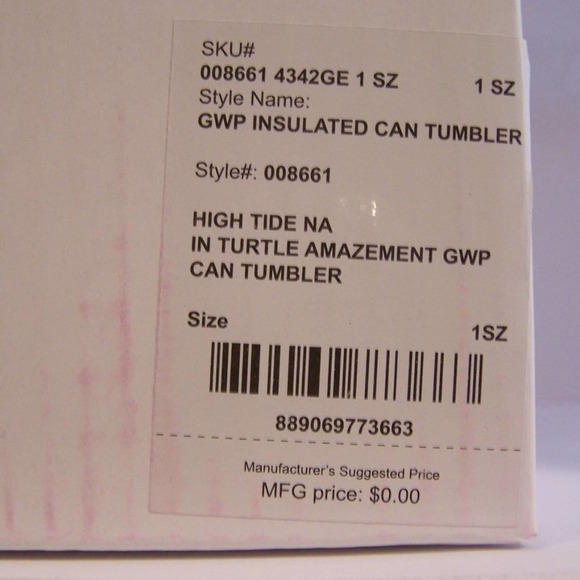 SKU#
008661 4342GE 1 SZ 1 SZ
Style Name:
GWP INSULATED CAN TUMBLER
Style#: 008661
HIGH TIDE NA
IN TURTLE AMAZEMENT GWP
CAN TUMBLER
Size 1SZ
889069773663
Manufacturer's Suggested Price
MFG price: $0.00